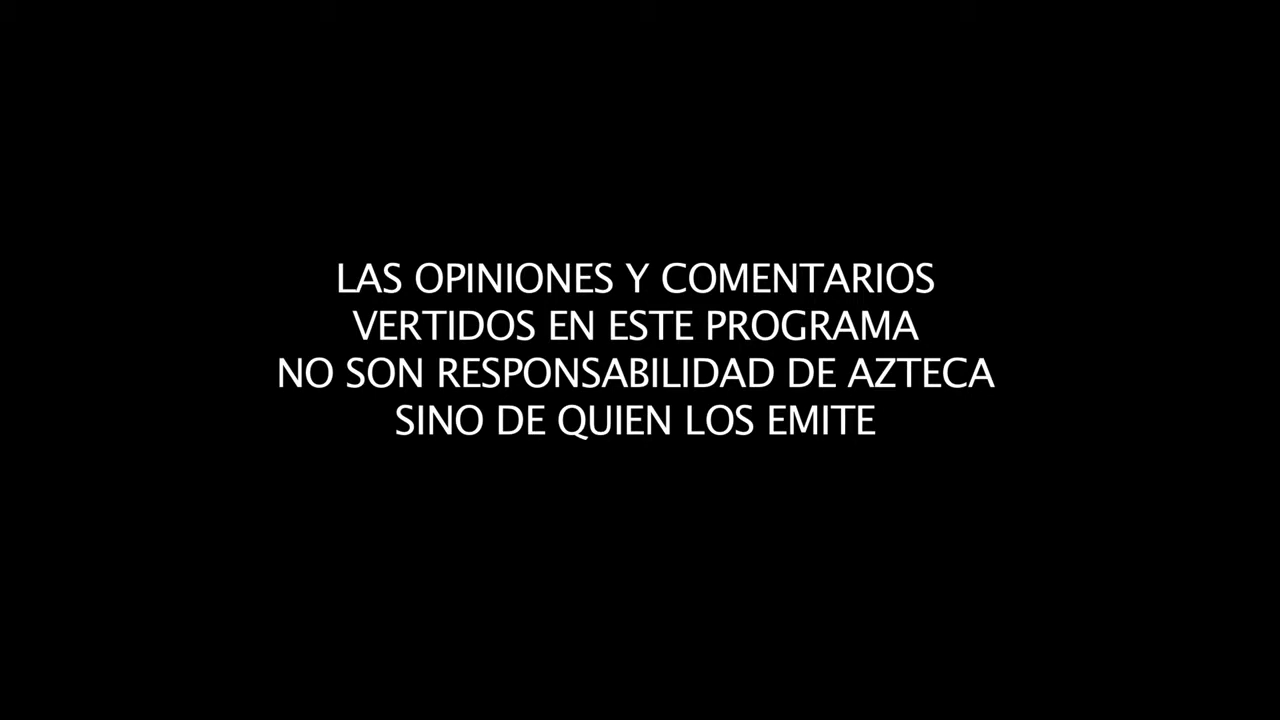 LAS OPINIONES Y COMENTARIOS
VERTIDOS EN ESTE PROGRAMA
NO SON RESPONSABILIDAD DE AZTECA
SINO DE QUIEN LOS EMITE